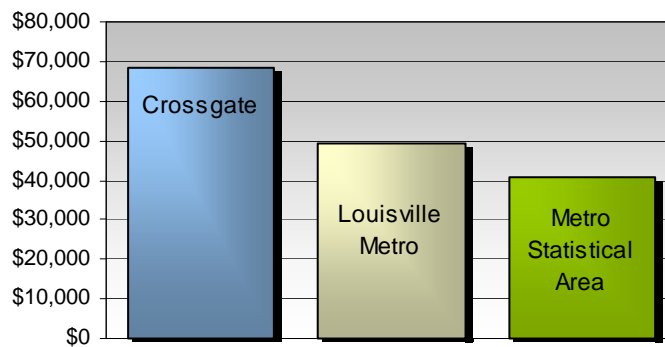 $80,000
$70,000
$60,000
$50,000
$40,000
$30,000
$20,000
$10,000
$0
Crossgate
Louisville
Metro
Metro
Statistical
Area